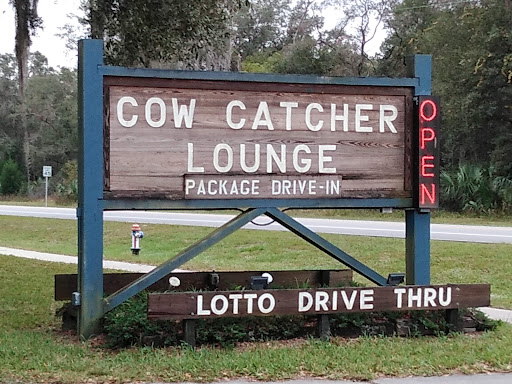 COW CATCHER
LOUNGE
PACKAGE DRIVE-IN
OPEN
LOTTO DRIVE THRU